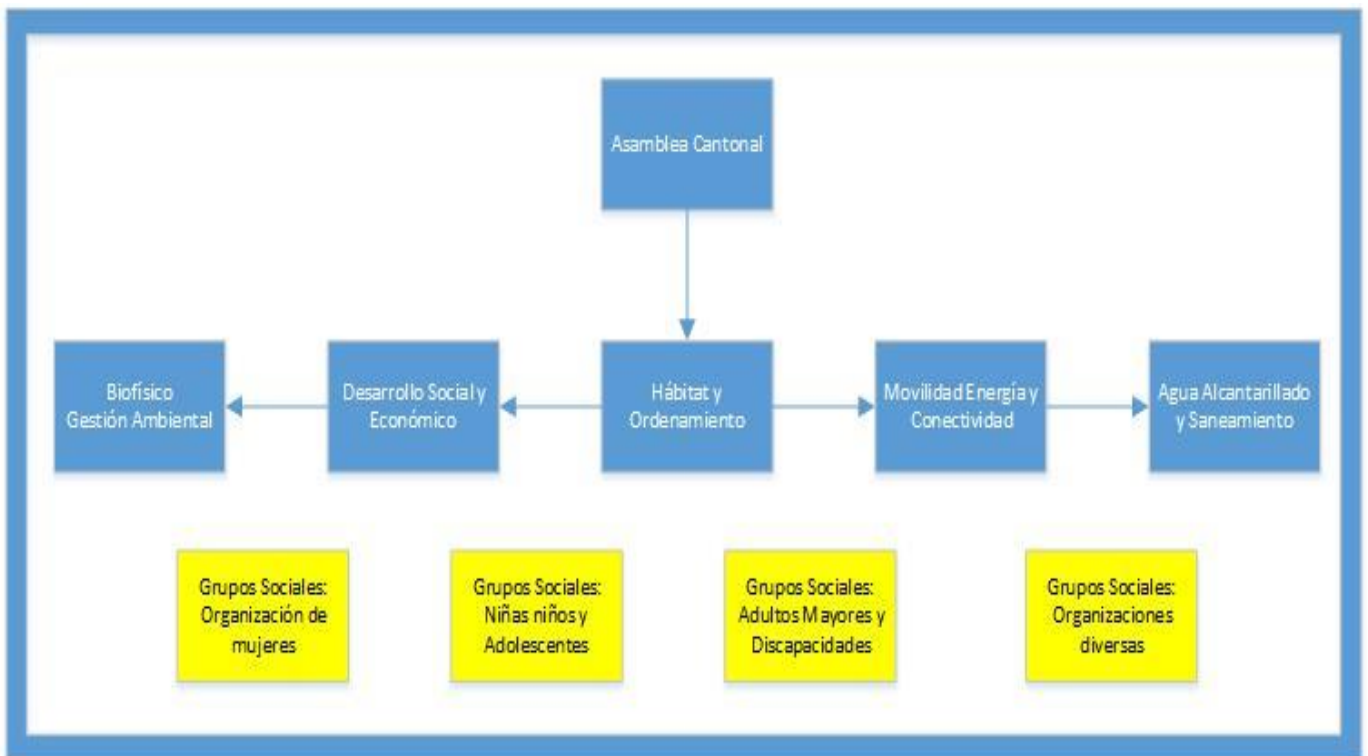 Asamblea Cantonal
Biofísico
Gestión Ambiental
Desarrollo Social y
Económico
Hábitat y
Ordenamiento
Movilidad Energía y
Conectividad
Agua Alcantarillado
y Saneamiento
Grupos Sociales:
Organización de
mujeres
Grupos Sociales:
Niñas niños y
Adolescentes
Grupos Sociales:
Adultos Mayores y
Discapacidades
Grupos Sociales:
Organizaciones
diversas